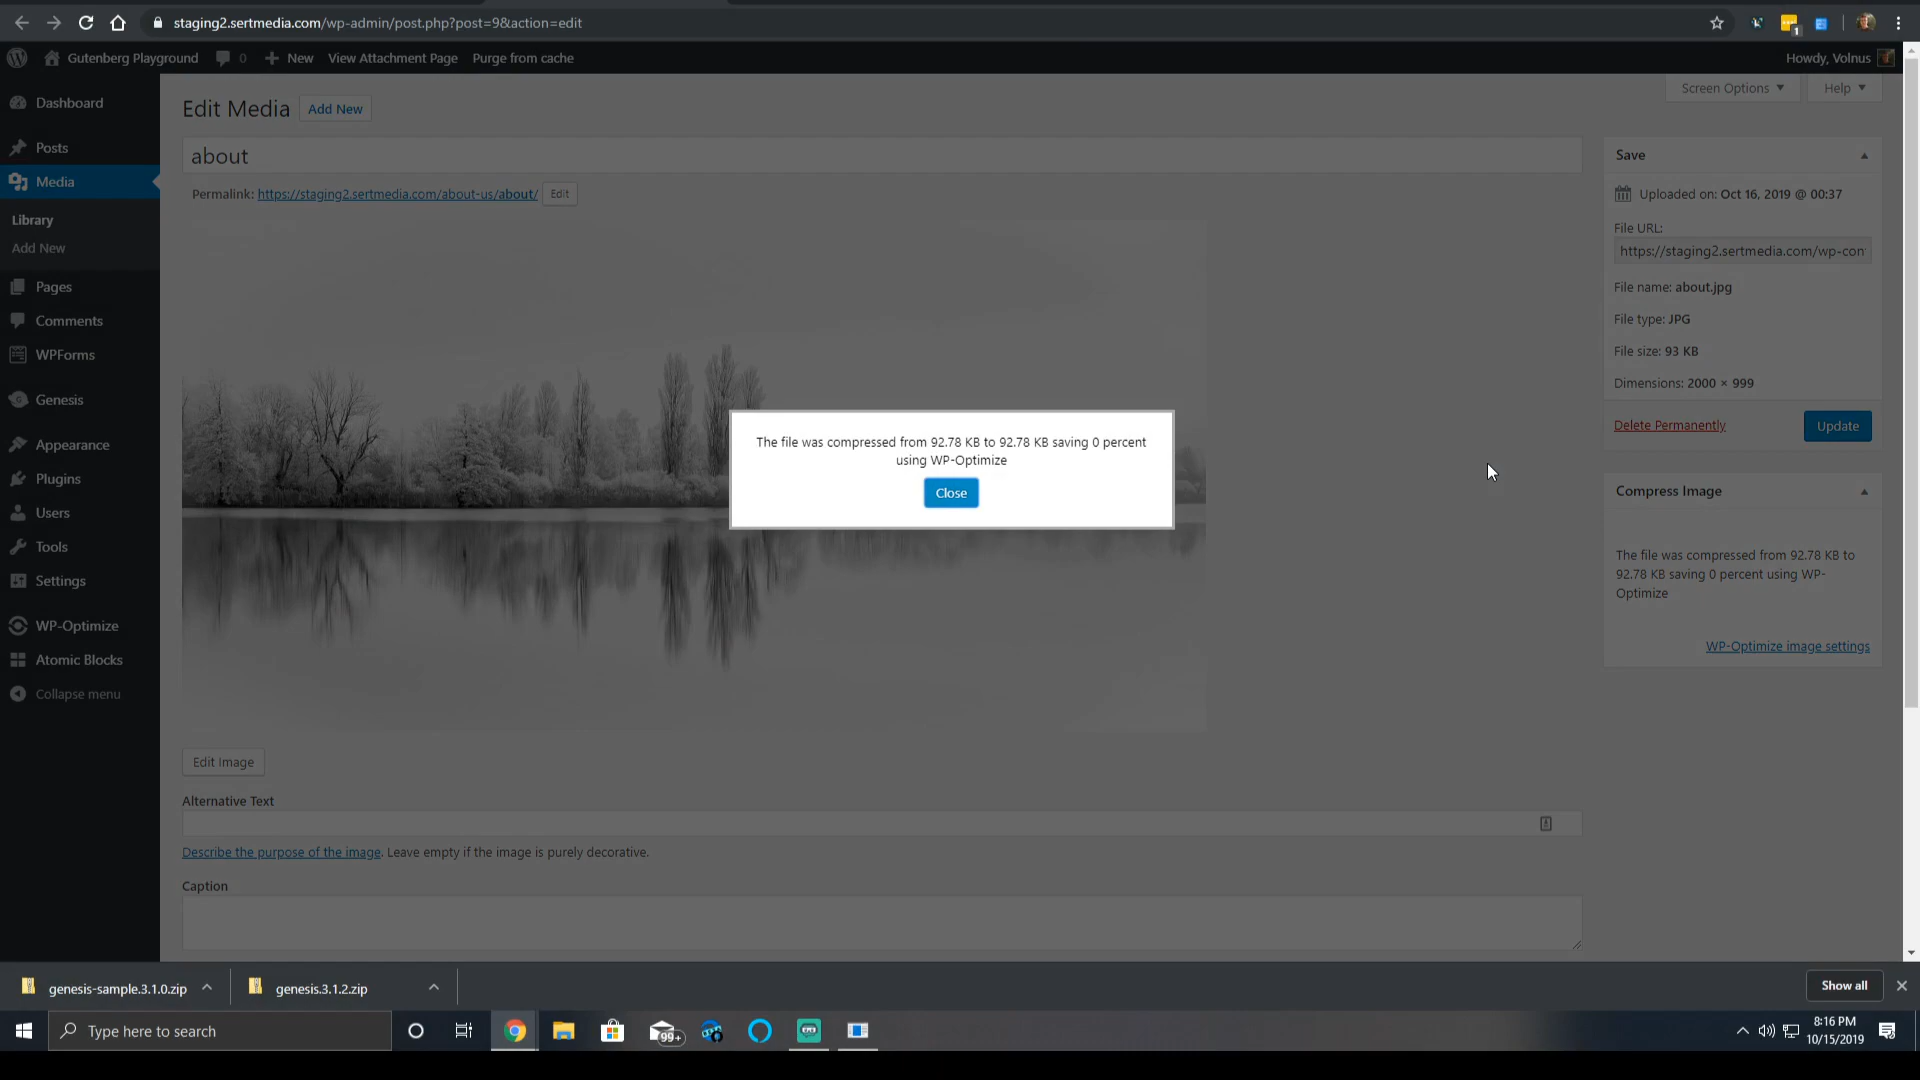 staging2.sertmedia.com/wp-admin/post.php?post=9&action=edit
1
Gutenberg Playground
0
New
View Attachment Page
Purge from cache
Howdy, Volnus
Dashboard
Posts
Media
Library
Add New
Pages
Comments
WPForms
Genesis
Appearance
Plugins
Users
Tools
Settings
WP-Optimize
Atomic Blocks
Collapse menu
Screen Options
Help
Edit Media
Add New
about
Permalink: https://staging2.sertmedia.com/about-us/about/
Edit
The file was compressed from 92.78 KB to 92.78 KB saving 0 percent
using WP-Optimize
Close
Edit Image
Alternative Text
Describe the purpose of the image. Leave empty if the image is purely decorative.
Caption
Save
Uploaded on: Oct 16, 2019 @ 00:37
File URL:
https://staging2.sertmedia.com/wp-con
File name: about.jpg
File type: JPG
File size: 93 KB
Dimensions: 2000 × 999
Delete Permanently
Update
Compress Image
The file was compressed from 92.78 KB to
92.78 KB saving 0 percent using WP-
Optimize
WP-Optimize image settings
genesis-sample.3.1.0.zip
genesis.3.1.2.zip
Show all
Type here to search
99+
8:16 PM
10/15/2019